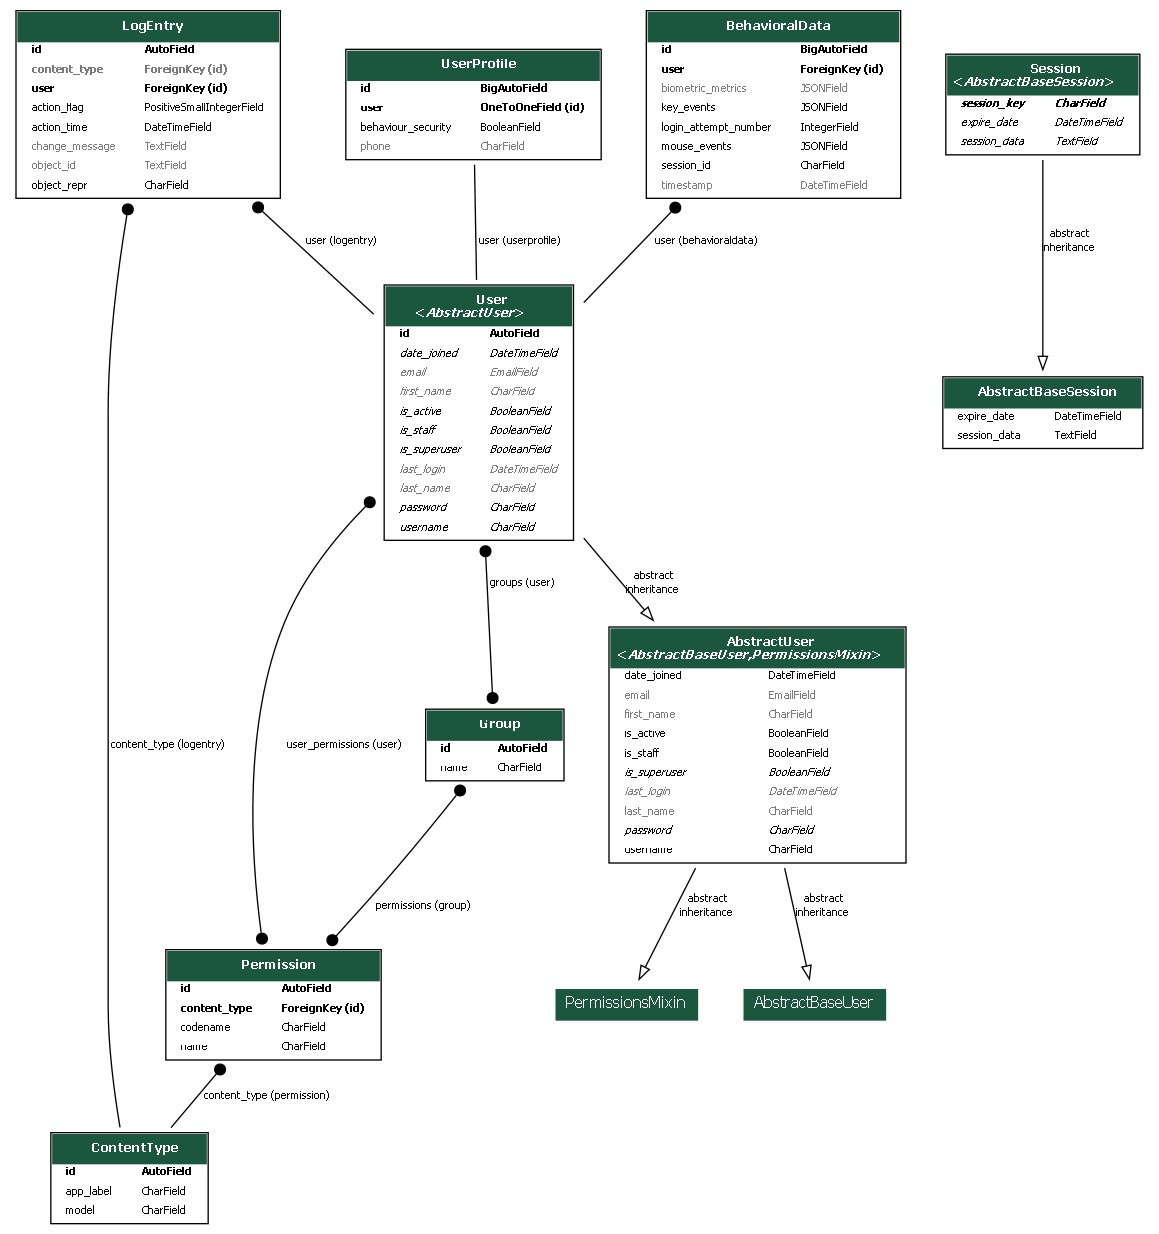 LogEntry
id AutoField
content_type ForeignKey (id)
user ForeignKey (id)
action_flag PositiveSmallIntegerField
action_time DateTimeField
change_message TextField
object_id TextField
object_repr CharField
UserProfile
id BigAutoField
user OneToOneField (id)
behaviour_security BooleanField
phone CharField
BehavioralData
id BigAutoField
user ForeignKey (id)
biometric_metrics JSONField
key_events JSONField
login_attempt_number IntegerField
mouse_events JSONField
session_id CharField
timestamp DateTimeField
Session
<AbstractBaseSession>
session_key CharField
expire_date DateTimeField
session_data TextField
user (logentry)
user (userprofile)
user (behavioraldata)
abstract
inheritance
User
<AbstractUser>
id AutoField
date_joined DateTimeField
email EmailField
first_name CharField
is_active BooleanField
is_staff BooleanField
is_superuser BooleanField
last_login DateTimeField
last_name CharField
password CharField
username CharField
AbstractBaseSession
expire_date DateTimeField
session_data TextField
groups (user)
abstract
inheritance
AbstractUser
<AbstractBaseUser,PermissionsMixin>
date_joined DateTimeField
email EmailField
first_name CharField
is_active BooleanField
is_staff BooleanField
is_superuser BooleanField
last_login DateTimeField
last_name CharField
password CharField
username CharField
content_type (logentry)
user_permissions (user)
Group
id AutoField
name CharField
permissions (group)
abstract
inheritance
abstract
inheritance
Permission
id AutoField
content_type ForeignKey (id)
codename CharField
name CharField
PermissionsMixin
AbstractBaseUser
content_type (permission)
ContentType
id AutoField
app_label CharField
model CharField